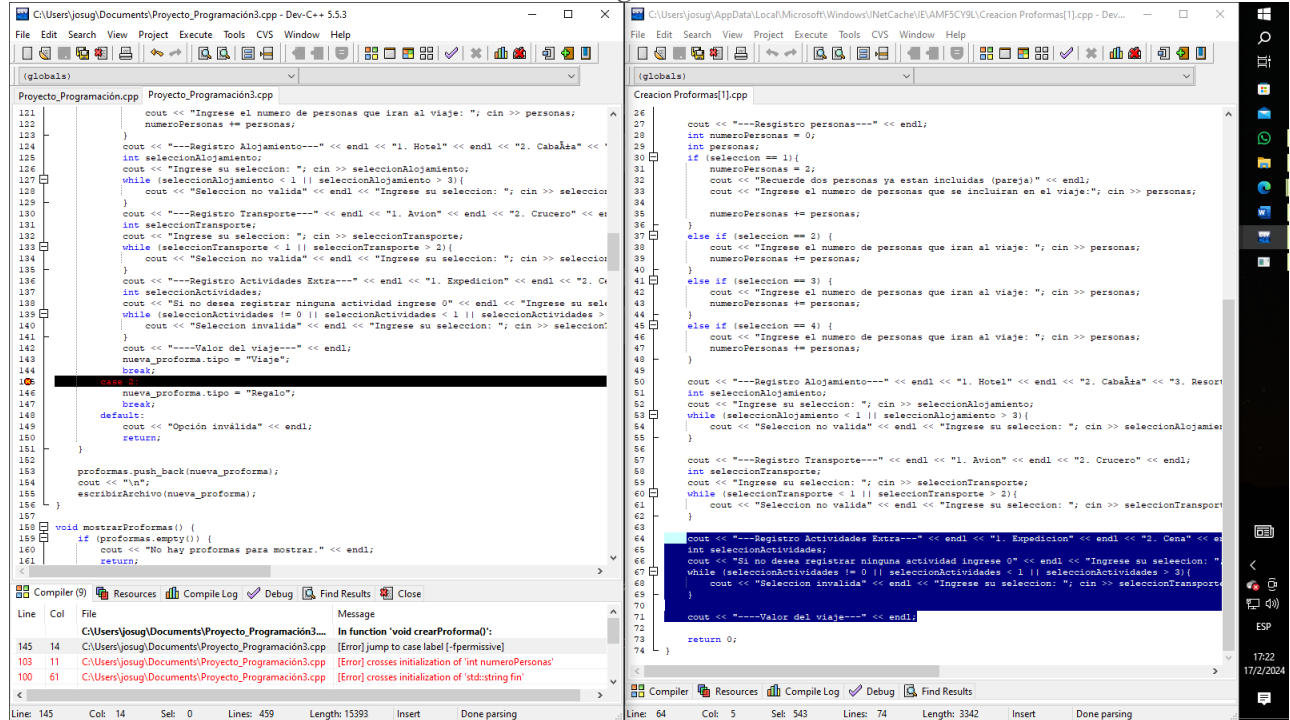 C:\Users\josug\Documents\Proyecto_Programación3.cpp - Dev-C++ 5.5.3
File Edit Search View Project Execute Tools CVS Window Help
(globals)
Proyecto_Programación.cpp Proyecto_Programación3.cpp
121 cout << "Ingrese el numero de personas que iran al viaje: "; cin >> personas;
122 numeroPersonas += personas;
123 }
124 cout << "---Registro Alojamiento---" << endl << "1. Hotel" << endl << "2. CabaÃ±a" << "
125 int seleccionAlojamiento;
126 cout << "Ingrese su seleccion: "; cin >> seleccionAlojamiento;
127 while (seleccionAlojamiento < 1 || seleccionAlojamiento > 3){
128 cout << "Seleccion no valida" << endl << "Ingrese su seleccion: "; cin >> seleccion
129 }
130 cout << "---Registro Transporte---" << endl << "1. Avion" << endl << "2. Crucero" << en
131 int seleccionTransporte;
132 cout << "Ingrese su seleccion: "; cin >> seleccionTransporte;
133 while (seleccionTransporte < 1 || seleccionTransporte > 2){
134 cout << "Seleccion no valida" << endl << "Ingrese su seleccion: "; cin >> seleccion
135 }
136 cout << "---Registro Actividades Extra---" << endl << "1. Expedicion" << endl << "2. Ce
137 int seleccionActividades;
138 cout << "Si no desea registrar ninguna actividad ingrese 0" << endl << "Ingrese su sele
139 while (seleccionActividades != 0 || seleccionActividades < 1 || seleccionActividades >
140 cout << "Seleccion invalida" << endl << "Ingrese su seleccion: "; cin >> seleccionT
141 }
142 cout << "----Valor del viaje---" << endl;
143 nueva_proforma.tipo = "Viaje";
144 break;
case 2:
146 nueva_proforma.tipo = "Regalo";
147 break;
148 default:
149 cout << "Opción inválida" << endl;
150 return;
151 }
152
153 proformas.push_back(nueva_proforma);
154 cout << "\n";
155 escribirArchivo(nueva_proforma);
156 }
157
158 void mostrarProformas() {
159 if (proformas.empty()) {
160 cout << "No hay proformas para mostrar." << endl;
161 return;
Compiler (9) Resources Compile Log Debug Find Results Close
Line Col File Message
C:\Users\josug\Documents\Proyecto_Programación3.... In function 'void crearProforma()':
145 14 C:\Users\josug\Documents\Proyecto_Programación3.cpp [Error] jump to case label [-fpermissive]
103 11 C:\Users\josug\Documents\Proyecto_Programación3.cpp [Error] crosses initialization of 'int numeroPersonas'
100 61 C:\Users\josug\Documents\Proyecto_Programación3.cpp [Error] crosses initialization of 'std::string fin'
Line: 145 Col: 14 Sel: 0 Lines: 459 Length: 15393 Insert Done parsing
C:\Users\josug\AppData\Local\Microsoft\Windows\INetCache\IE\AMF5CY9L\Creacion Proformas[1].cpp - Dev...
File Edit Search View Project Execute Tools CVS Window Help
(globals)
Creacion Proformas[1].cpp
26
27 cout << "---Resgistro personas---" << endl;
28 int numeroPersonas = 0;
29 int personas;
30 if (seleccion == 1){
31 numeroPersonas = 2;
32 cout << "Recuerde dos personas ya estan incluidas (pareja)" << endl;
33 cout << "Ingrese el numero de personas que se incluiran en el viaje:"; cin >> personas;
34
35 numeroPersonas += personas;
36 }
37 else if (seleccion == 2) {
38 cout << "Ingrese el numero de personas que iran al viaje: "; cin >> personas;
39 numeroPersonas += personas;
40 }
41 else if (seleccion == 3) {
42 cout << "Ingrese el numero de personas que iran al viaje: "; cin >> personas;
43 numeroPersonas += personas;
44 }
45 else if (seleccion == 4) {
46 cout << "Ingrese el numero de personas que iran al viaje: "; cin >> personas;
47 numeroPersonas += personas;
48 }
49
50 cout << "---Registro Alojamiento---" << endl << "1. Hotel" << endl << "2. CabaÃ±a" << "3. Resor
51 int seleccionAlojamiento;
52 cout << "Ingrese su seleccion: "; cin >> seleccionAlojamiento;
53 while (seleccionAlojamiento < 1 || seleccionAlojamiento > 3){
54 cout << "Seleccion no valida" << endl << "Ingrese su seleccion: "; cin >> seleccionAlojamie
55 }
56
57 cout << "---Registro Transporte---" << endl << "1. Avion" << endl << "2. Crucero" << endl;
58 int seleccionTransporte;
59 cout << "Ingrese su seleccion: "; cin >> seleccionTransporte;
60 while (seleccionTransporte < 1 || seleccionTransporte > 2){
61 cout << "Seleccion no valida" << endl << "Ingrese su seleccion: "; cin >> seleccionTransport
62 }
63
64 cout << "---Registro Actividades Extra---" << endl << "1. Expedicion" << endl << "2. Cena" << e
65 int seleccionActividades;
66 cout << "Si no desea registrar ninguna actividad ingrese 0" << endl << "Ingrese su seleccion: "
67 while (seleccionActividades != 0 || seleccionActividades < 1 || seleccionActividades > 3){
68 cout << "Seleccion invalida" << endl << "Ingrese su seleccion: "; cin >> seleccionTransporte
69 }
70
71 cout << "----Valor del viaje---" << endl;
72
73 return 0;
74 }
Compiler Resources Compile Log Debug Find Results
Line: 64 Col: 5 Sel: 543 Lines: 74 Length: 3342 Insert Done parsing
ESP
17:22
17/2/2024